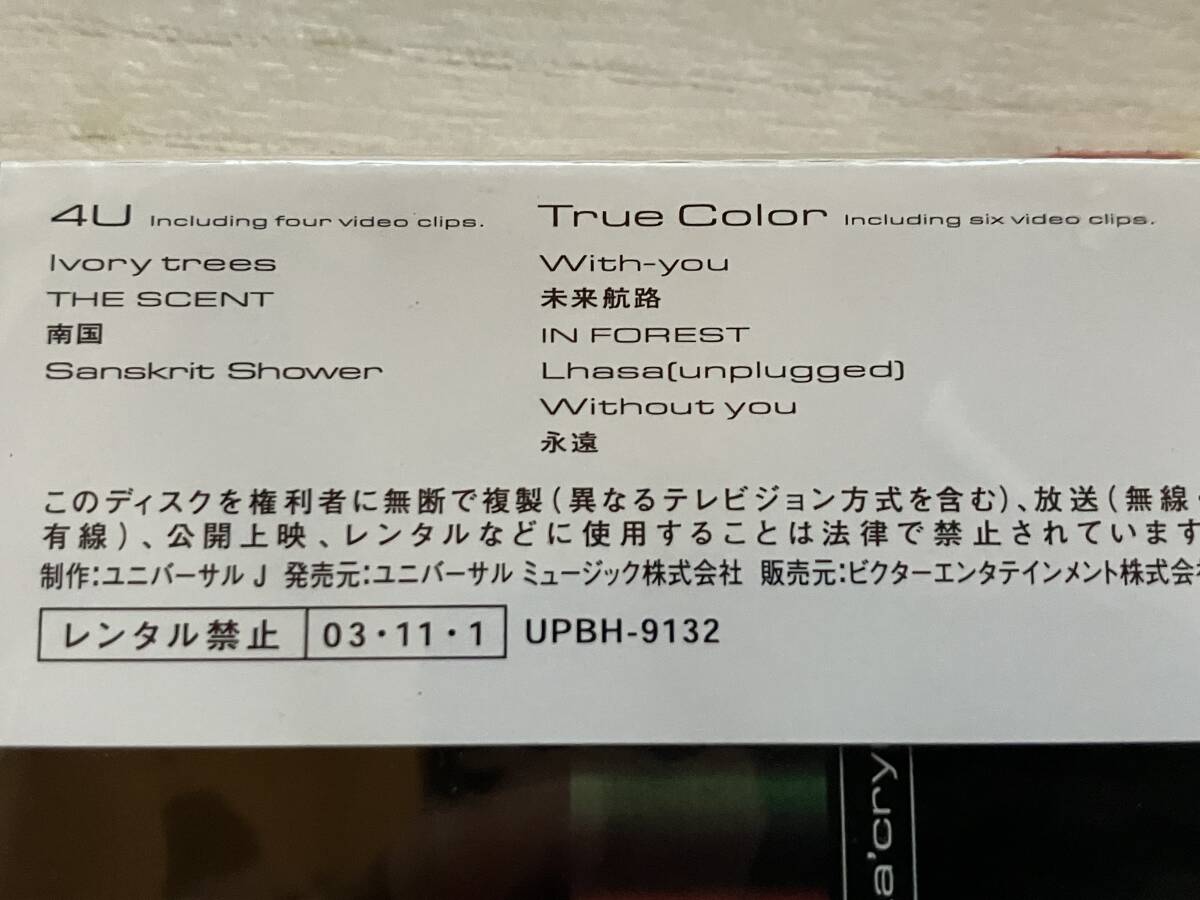 4U Including four video clips.
Ivory trees
THE SCENT
南国
Sanskrit Shower
True Color Including six video clips.
With-you
未来航路
IN FOREST
Lhasa(unplugged)
Without you
永遠
このディスクを権利者に無断で複製(異なるテレビジョン方式を含む)、放送(無線・
有線)、公開上映、レンタルなどに使用することは法律で禁止されています
制作:ユニバーサル J 発売元:ユニバーサル ミュージック株式会社 販売元:ビクターエンタテインメント株式会
レンタル禁止 03・11・1 UPBH-9132
a'cry